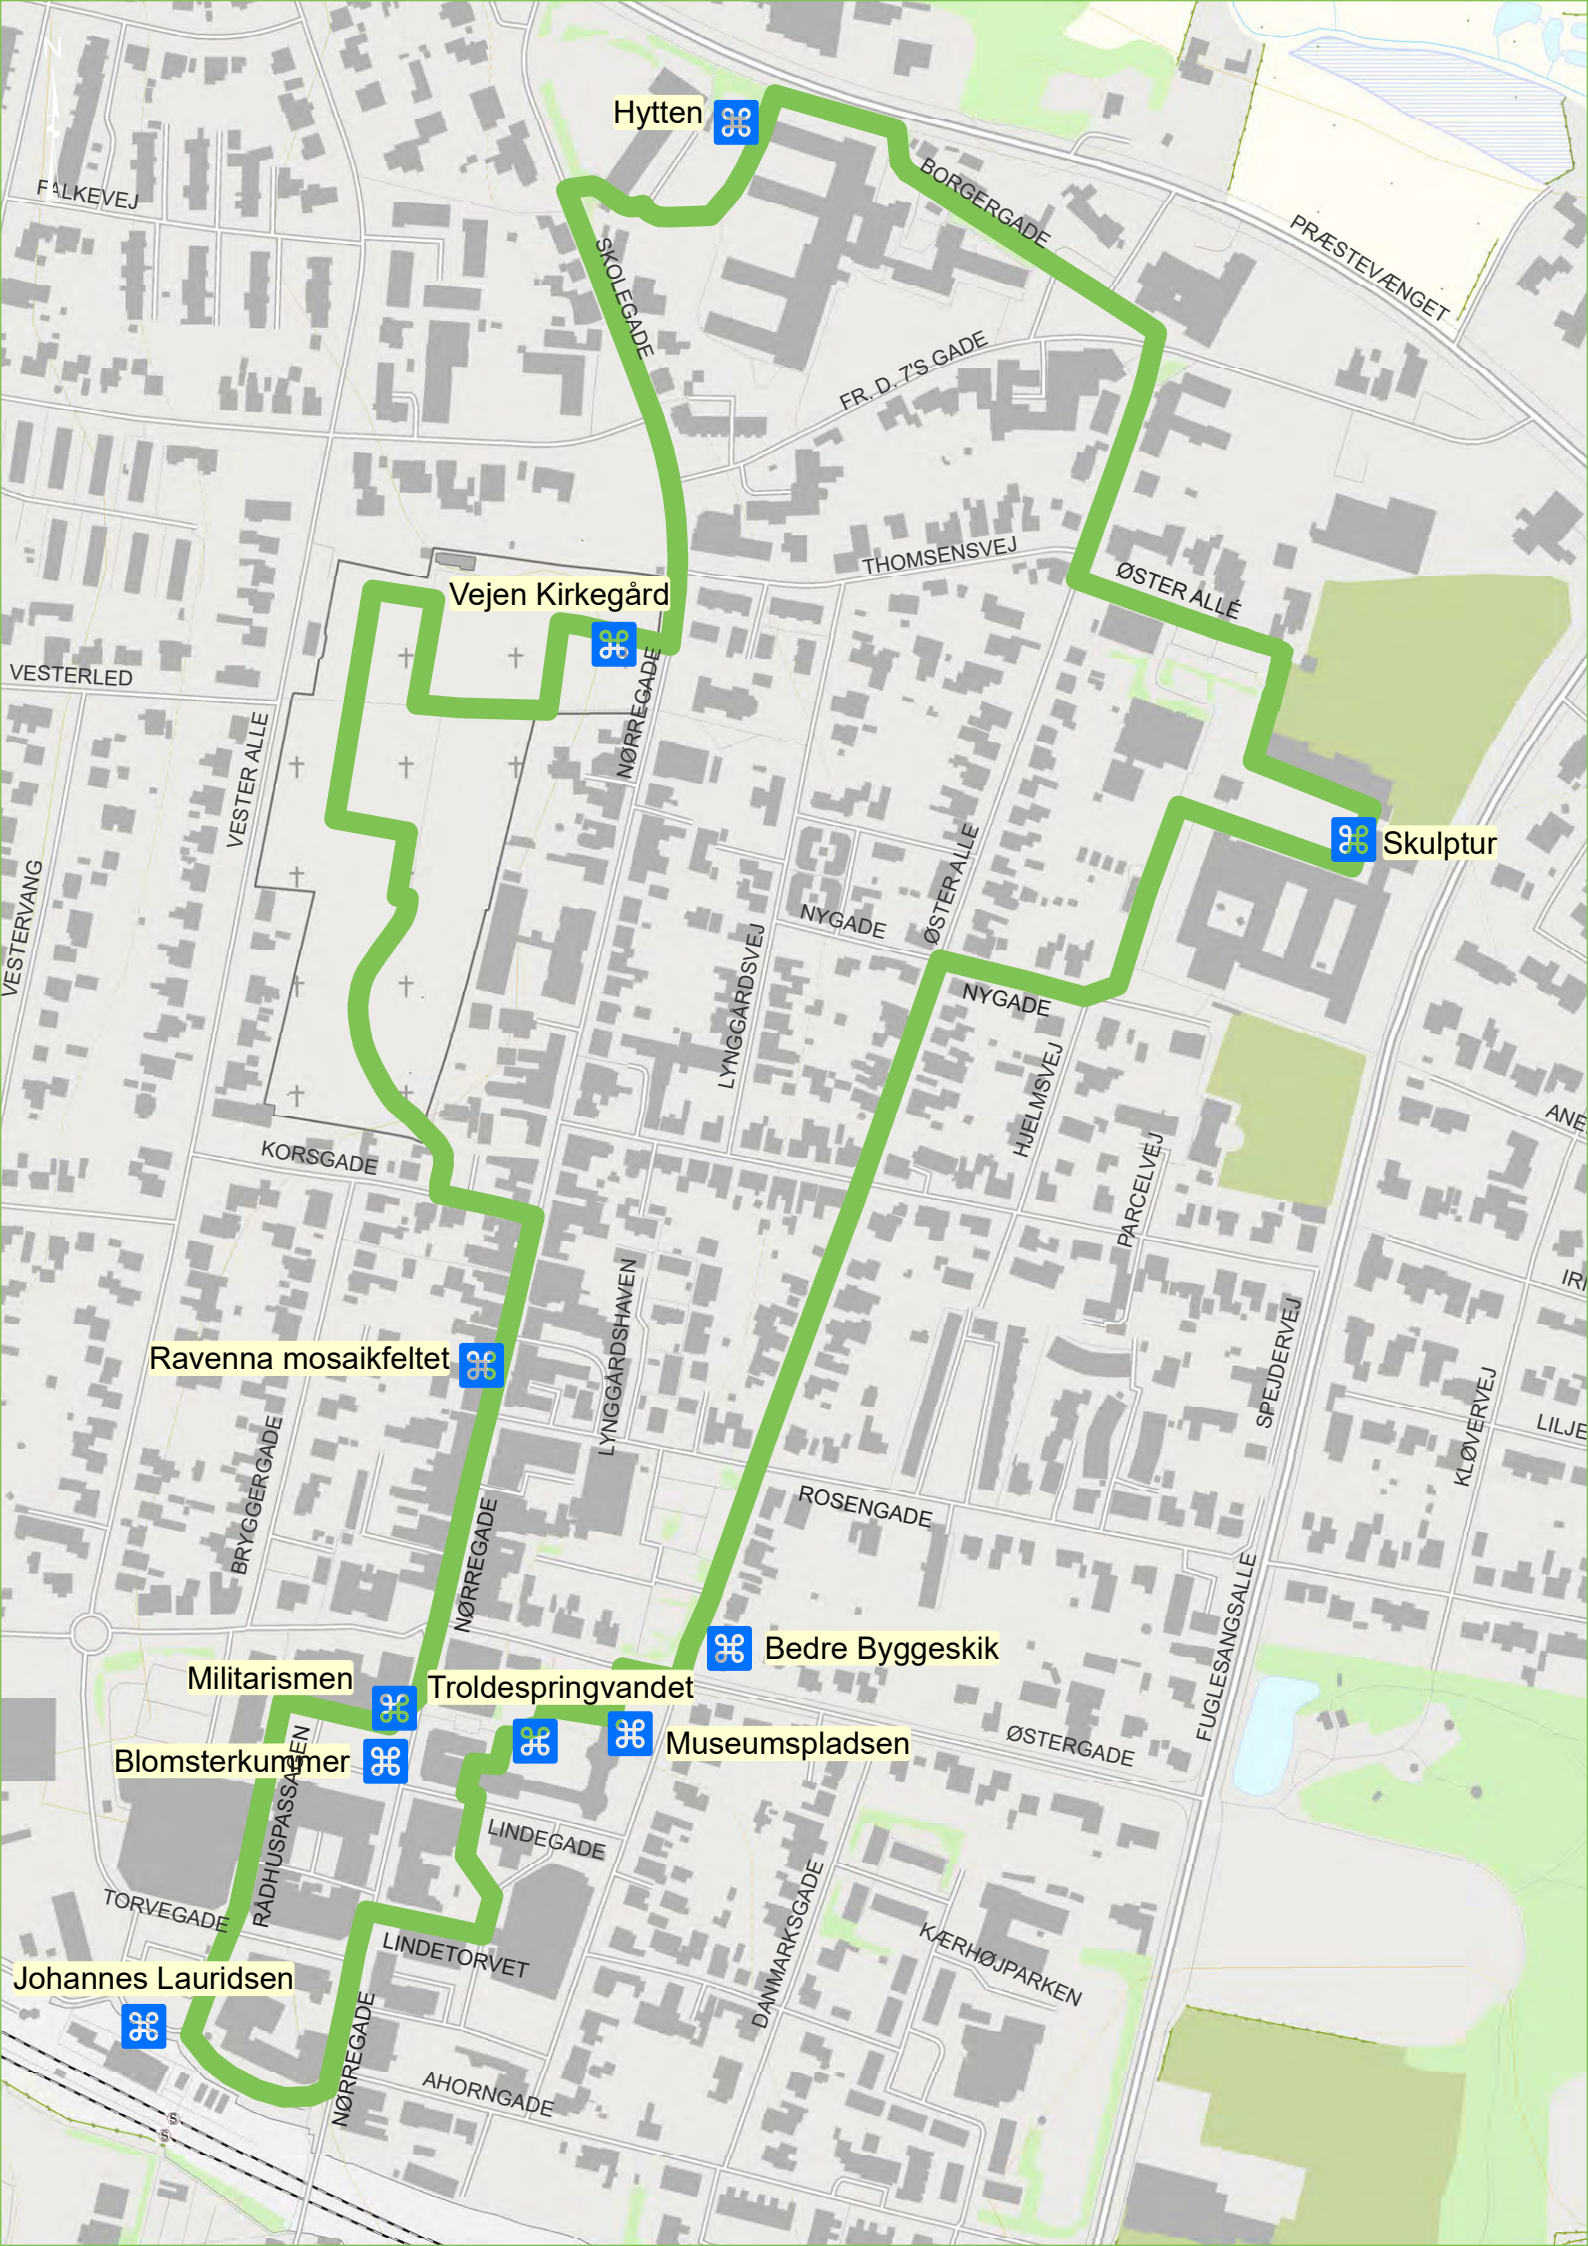 N
Hytten
FALKEVEJ
BORGERGADE
PRÆSTEVÆNGET
SKOLEGADE
FR. D. 7'S GADE
THOMSENSVEJ
ØSTER ALLÉ
Vejen Kirkegård
VESTERLED
NØRREGADE
VESTER ALLE
Skulptur
ØSTER ALLE
VESTERVANG
NYGADE
LYNGGÅRDSVEJ
NYGADE
HJELMSVEJ
ANE
KORSGADE
PARCELVEJ
IRI
LYNGGÅRDSHAVEN
Ravenna mosaikfeltet
SPEJDERVEJ
KLØVERVEJ
LILJE
BRYGGERGADE
ROSENGADE
NØRREGADE
FUGLESANGSALLE
Bedre Byggeskik
Militarismen
Troldespringvandet
Museumspladsen
ØSTERGADE
Blomsterkummer
RÅDHUSPASSAGEN
LINDEGADE
TORVEGADE
DANMARKSGADE
KÆRHØJPARKEN
LINDETORVET
Johannes Lauridsen
NØRREGADE
AHORNGADE
S
S